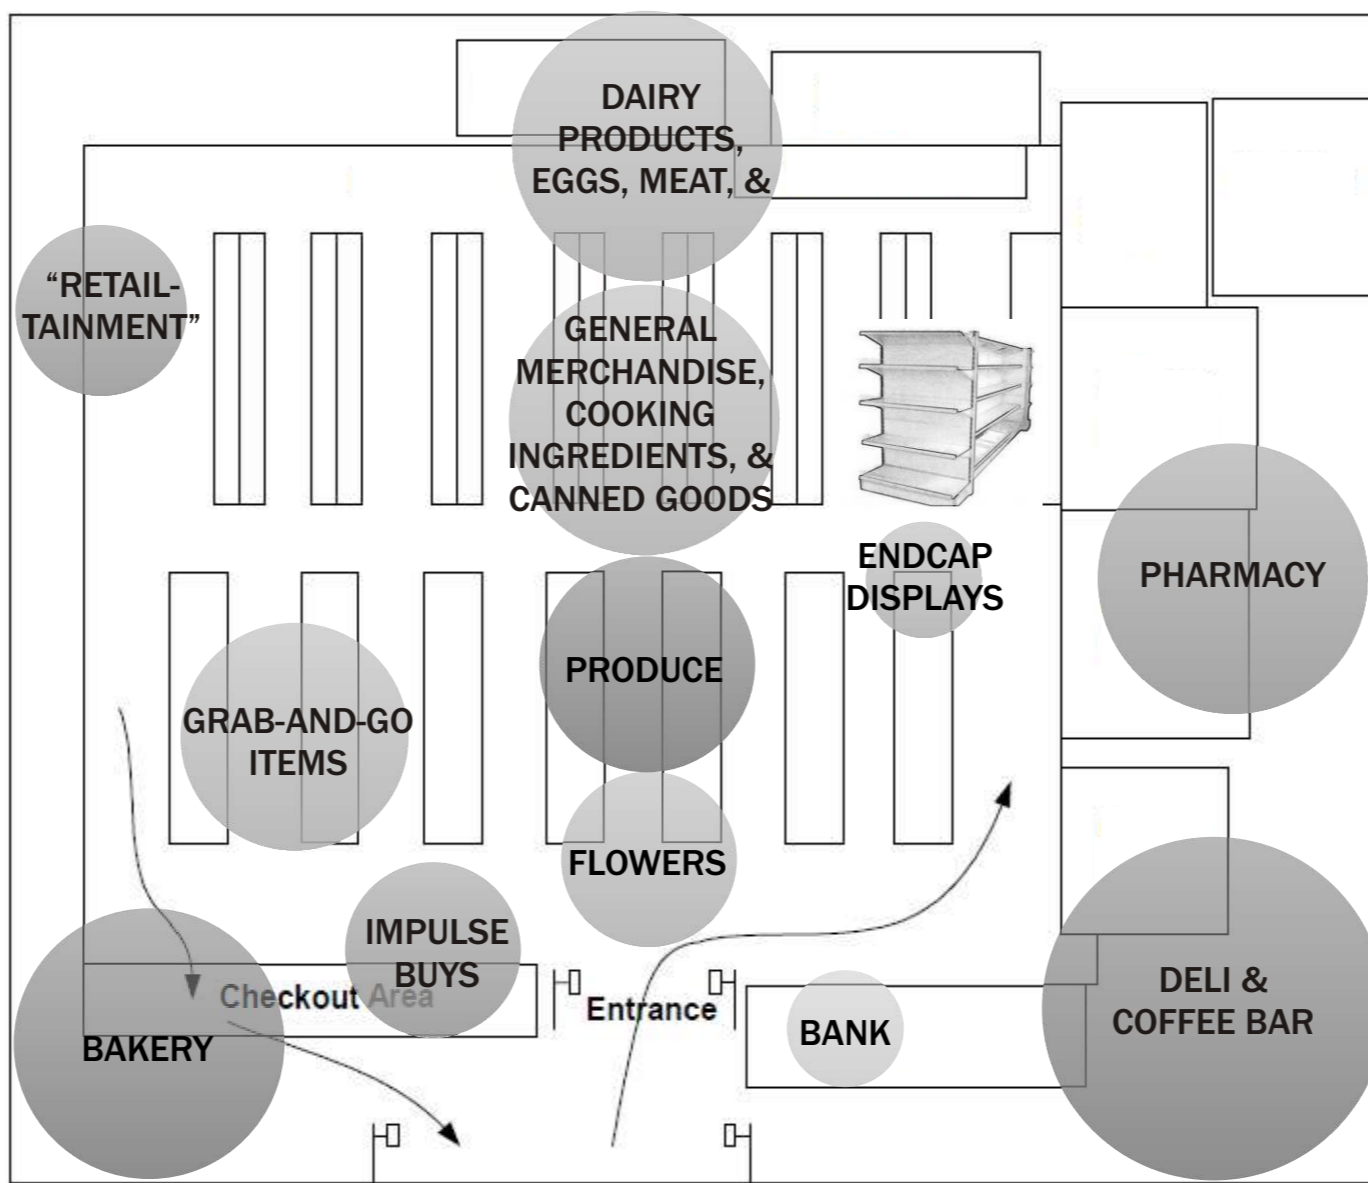 DAIRY
PRODUCTS,
EGGS, MEAT, &
“RETAIL-
TAINMENT”
GENERAL
MERCHANDISE,
COOKING
INGREDIENTS, &
CANNED GOODS
ENDCAP
DISPLAYS
PHARMACY
PRODUCE
GRAB-AND-GO
ITEMS
FLOWERS
IMPULSE
BUYS
Checkout Area
Entrance
BAKERY
BANK
DELI &
COFFEE BAR